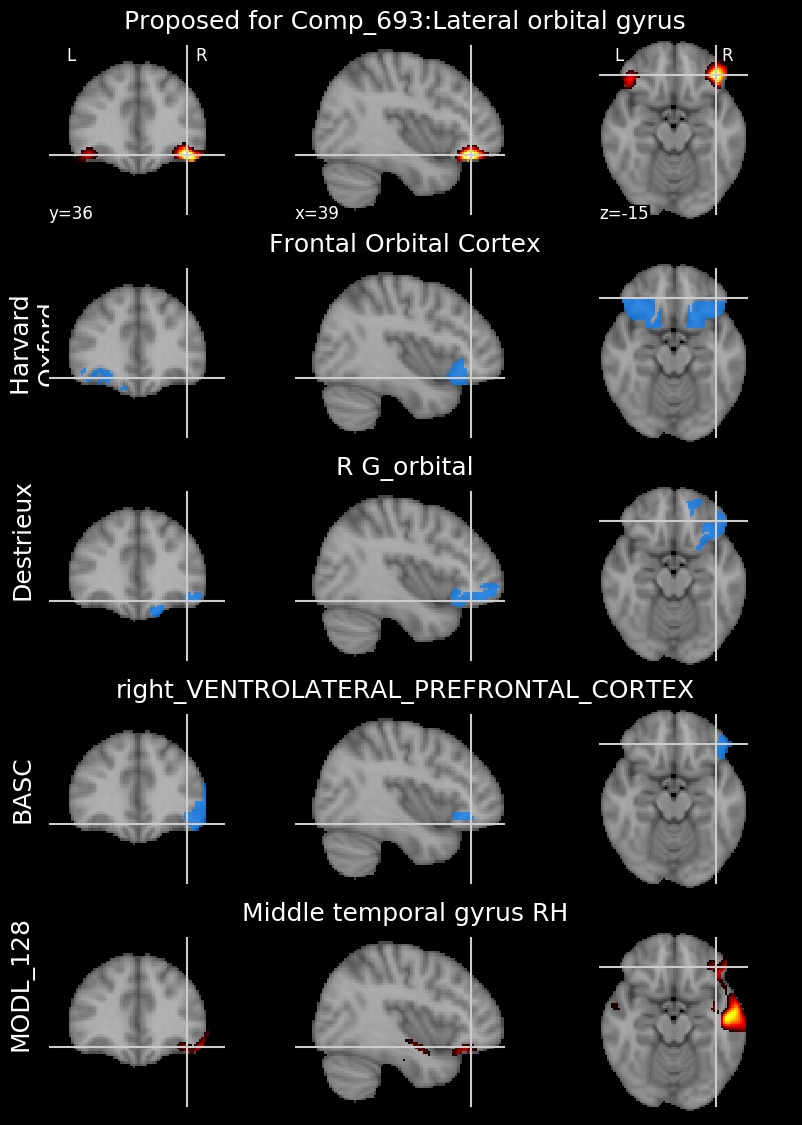 Proposed for Comp_693:Lateral orbital gyrus
L R L R
y=36 x=39 z=-15
Frontal Orbital Cortex
Harvard
Oxford
R G_orbital
Destrieux
right_VENTROLATERAL_PREFRONTAL_CORTEX
BASC
Middle temporal gyrus RH
MODL_128